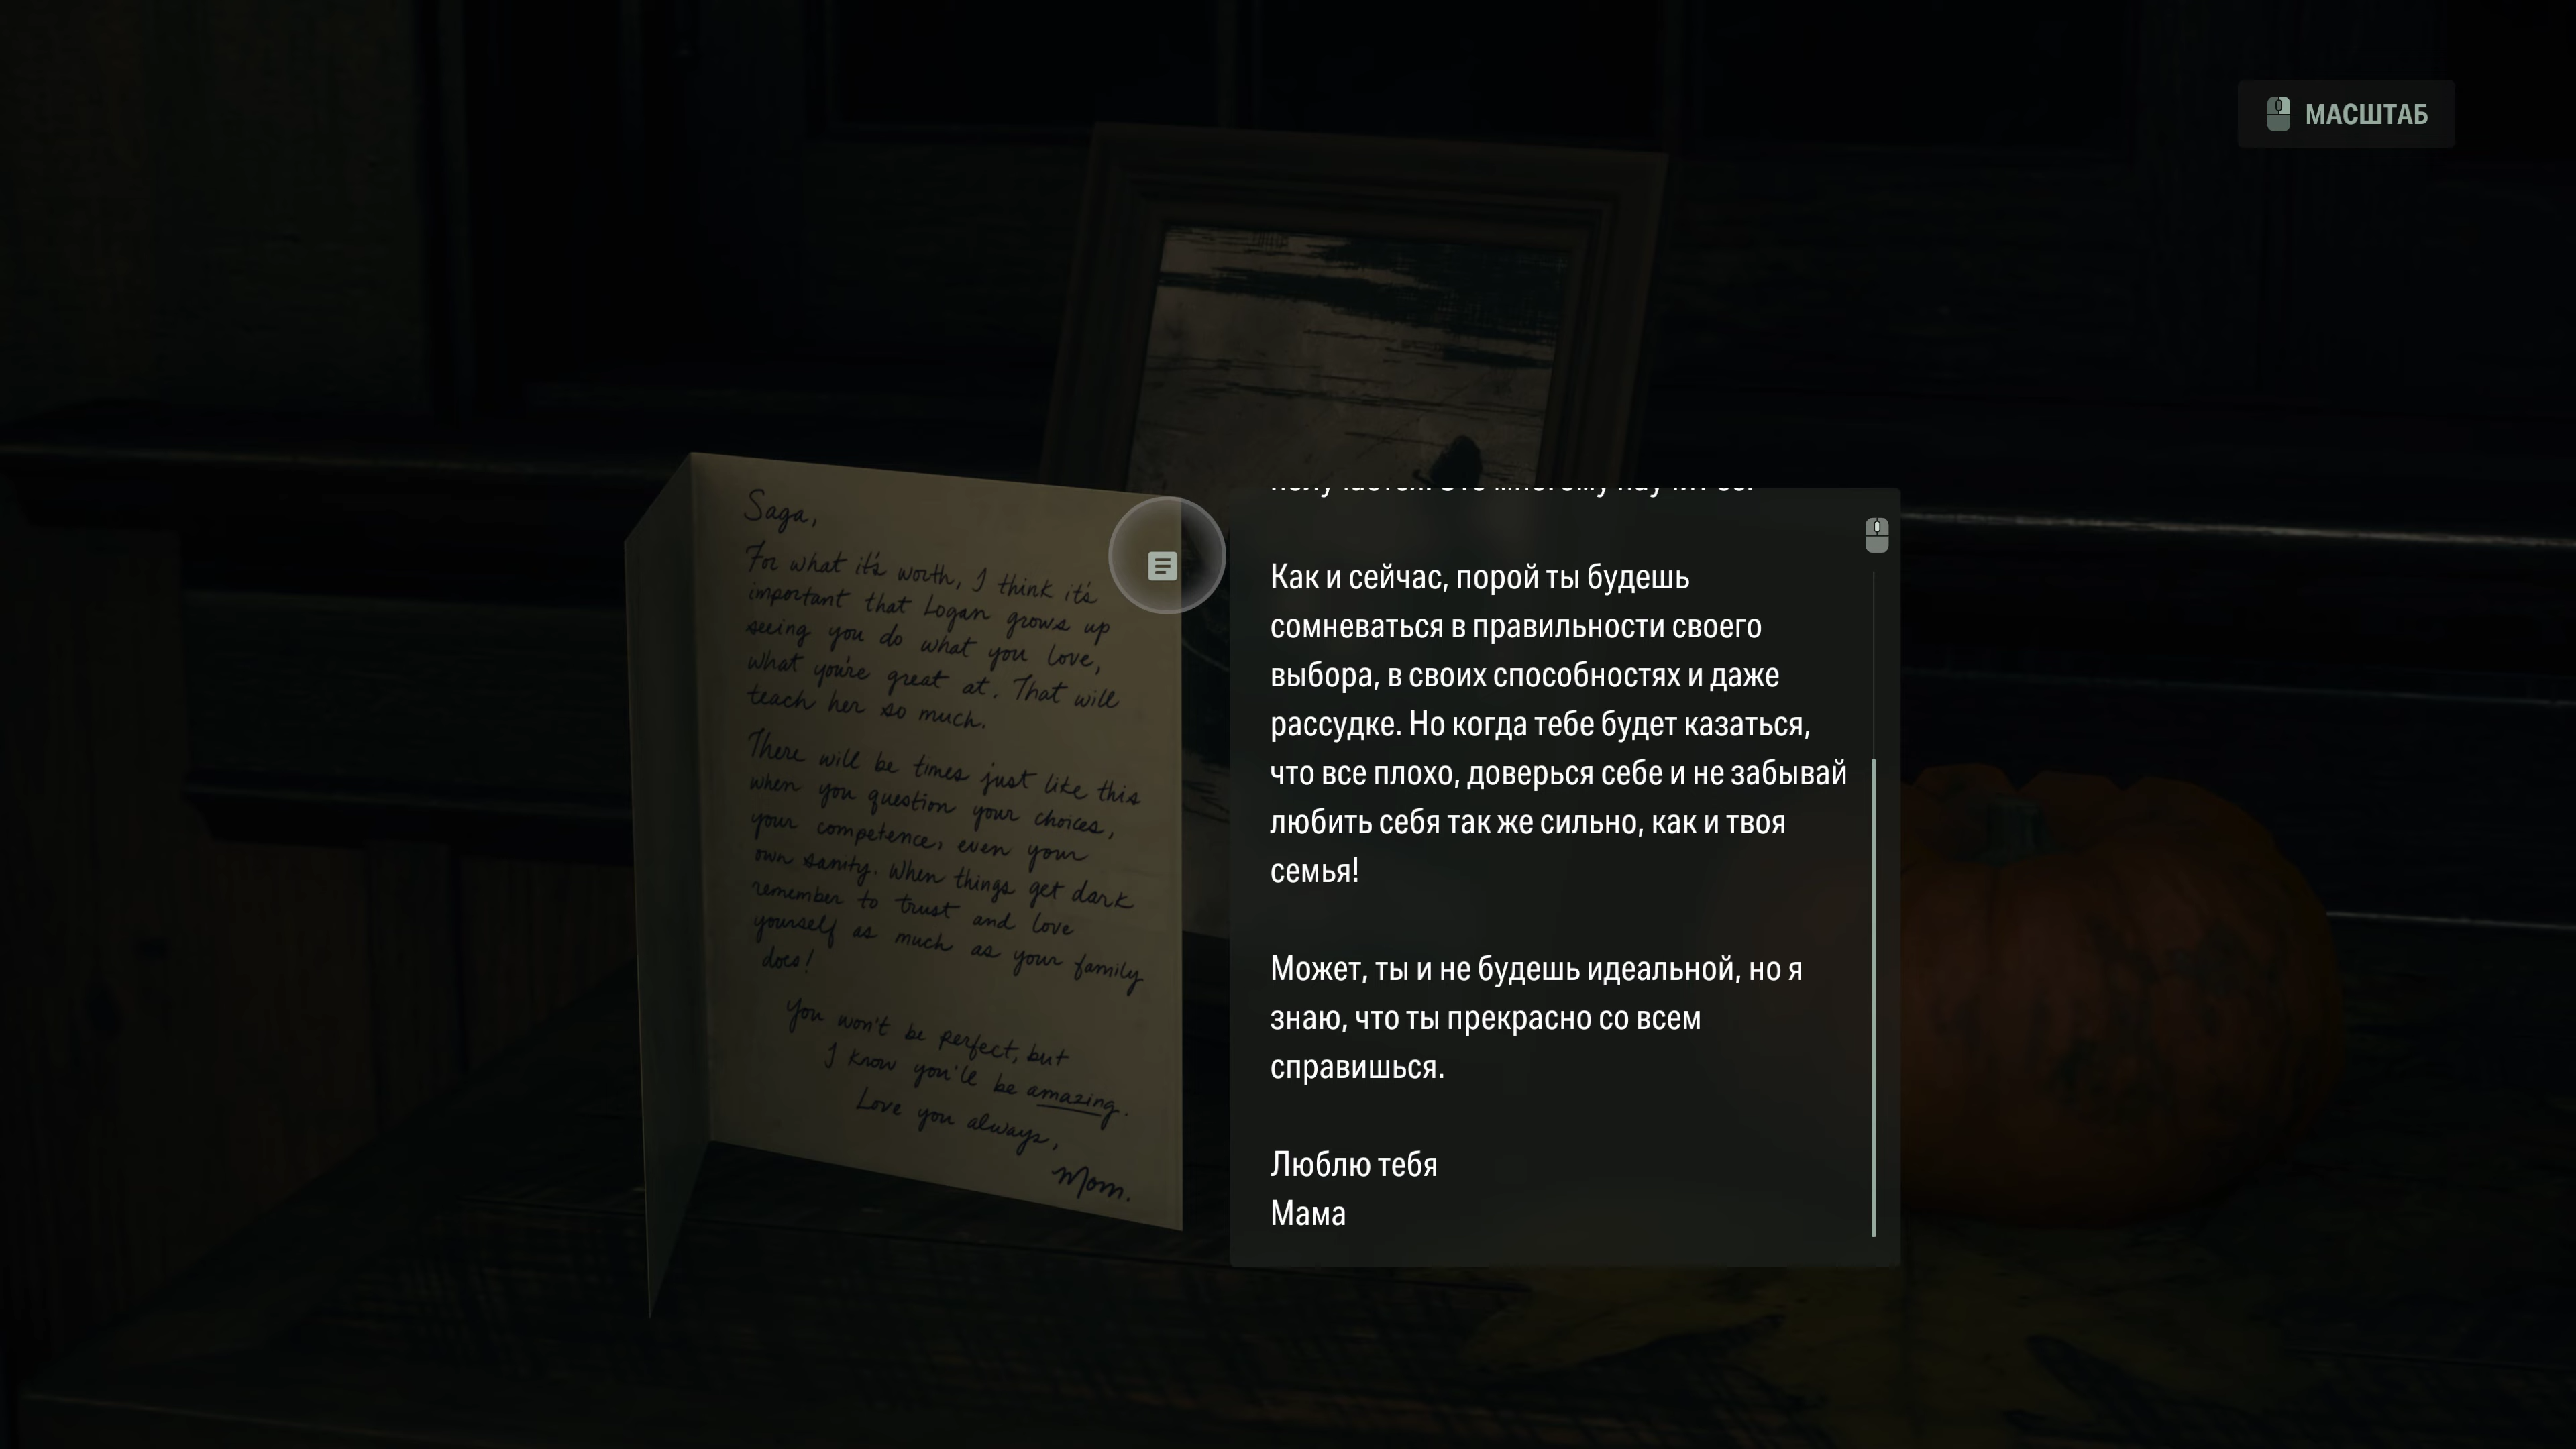 МАСШТАБ
Saga,
For what it's worth, I think it's
important that Logan grows up
seeing you do what you love,
what you're great at. That will
teach her so much.
There will be times just like this
when you question your choices,
your competence, even your
own sanity. When things get dark
remember to trust and love
yourself as much as your family
does!
You won't be perfect, but
I know you'll be amazing.
Love you always,
Mom.
Как и сейчас, порой ты будешь
сомневаться в правильности своего
выбора, в своих способностях и даже
рассудке. Но когда тебе будет казаться,
что все плохо, доверься себе и не забывай
любить себя так же сильно, как и твоя
семья!
Может, ты и не будешь идеальной, но я
знаю, что ты прекрасно со всем
справишься.
Люблю тебя
Мама